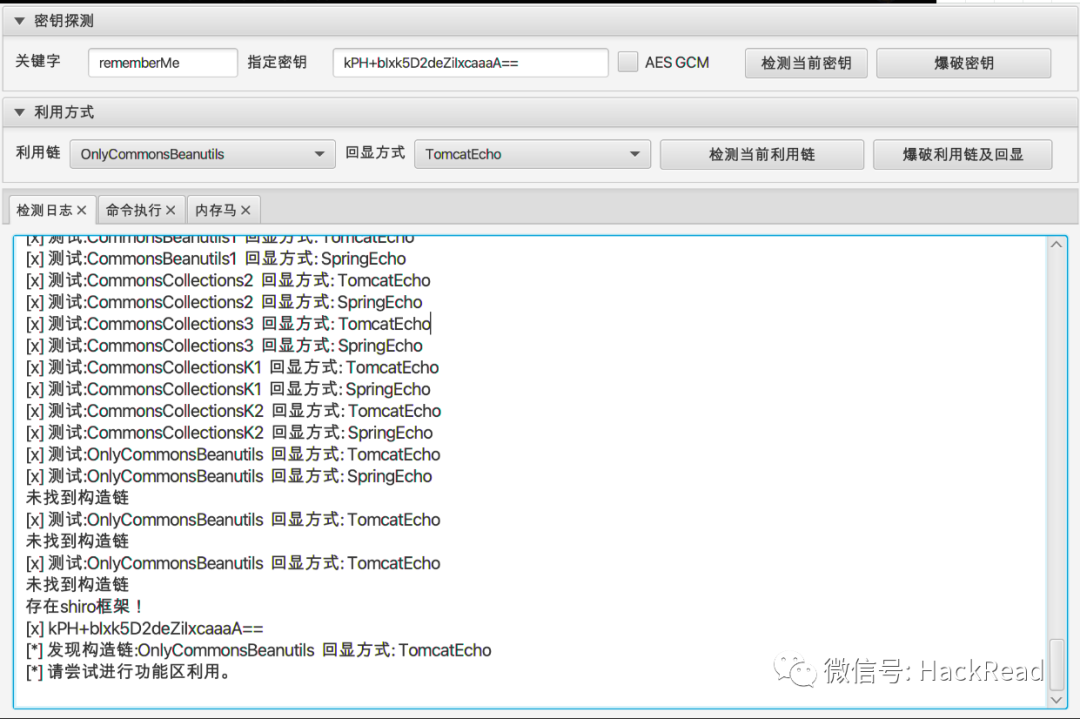 密钥探测
关键字 rememberMe 指定密钥 kPH+bIxk5D2deZiIxcaaaA== AES GCM 检测当前密钥 爆破密钥
利用方式
利用链 OnlyCommonsBeanutils 回显方式 TomcatEcho 检测当前利用链 爆破利用链及回显
检测日志 × 命令执行 × 内存马 ×
[x] 测试:CommonsBeanutils1 回显方式: TomcatEcho
[x] 测试:CommonsBeanutils1 回显方式: SpringEcho
[x] 测试:CommonsCollections2 回显方式: TomcatEcho
[x] 测试:CommonsCollections2 回显方式: SpringEcho
[x] 测试:CommonsCollections3 回显方式: TomcatEcho
[x] 测试:CommonsCollections3 回显方式: SpringEcho
[x] 测试:CommonsCollectionsK1 回显方式: TomcatEcho
[x] 测试:CommonsCollectionsK1 回显方式: SpringEcho
[x] 测试:CommonsCollectionsK2 回显方式: TomcatEcho
[x] 测试:CommonsCollectionsK2 回显方式: SpringEcho
[x] 测试:OnlyCommonsBeanutils 回显方式: TomcatEcho
[x] 测试:OnlyCommonsBeanutils 回显方式: SpringEcho
未找到构造链
[x] 测试:OnlyCommonsBeanutils 回显方式: TomcatEcho
未找到构造链
[x] 测试:OnlyCommonsBeanutils 回显方式: TomcatEcho
未找到构造链
存在shiro框架！
[x] kPH+bIxk5D2deZiIxcaaaA==
[*] 发现构造链:OnlyCommonsBeanutils 回显方式: TomcatEcho
[*] 请尝试进行功能区利用。
微信号: HackRead